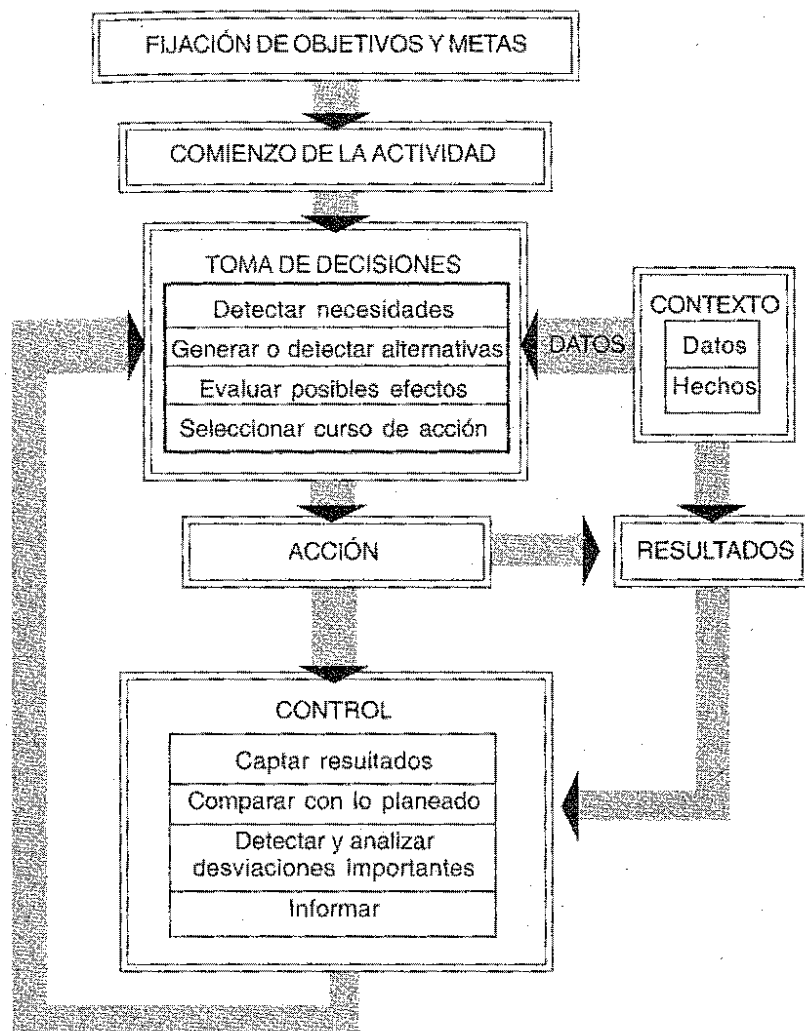 FIJACIÓN DE OBJETIVOS Y METAS
COMIENZO DE LA ACTIVIDAD
TOMA DE DECISIONES
Detectar necesidades
Generar o detectar alternativas
Evaluar posibles efectos
Seleccionar curso de acción
DATOS
CONTEXTO
Datos
Hechos
ACCIÓN
RESULTADOS
CONTROL
Captar resultados
Comparar con lo planeado
Detectar y analizar
desviaciones importantes
Informar